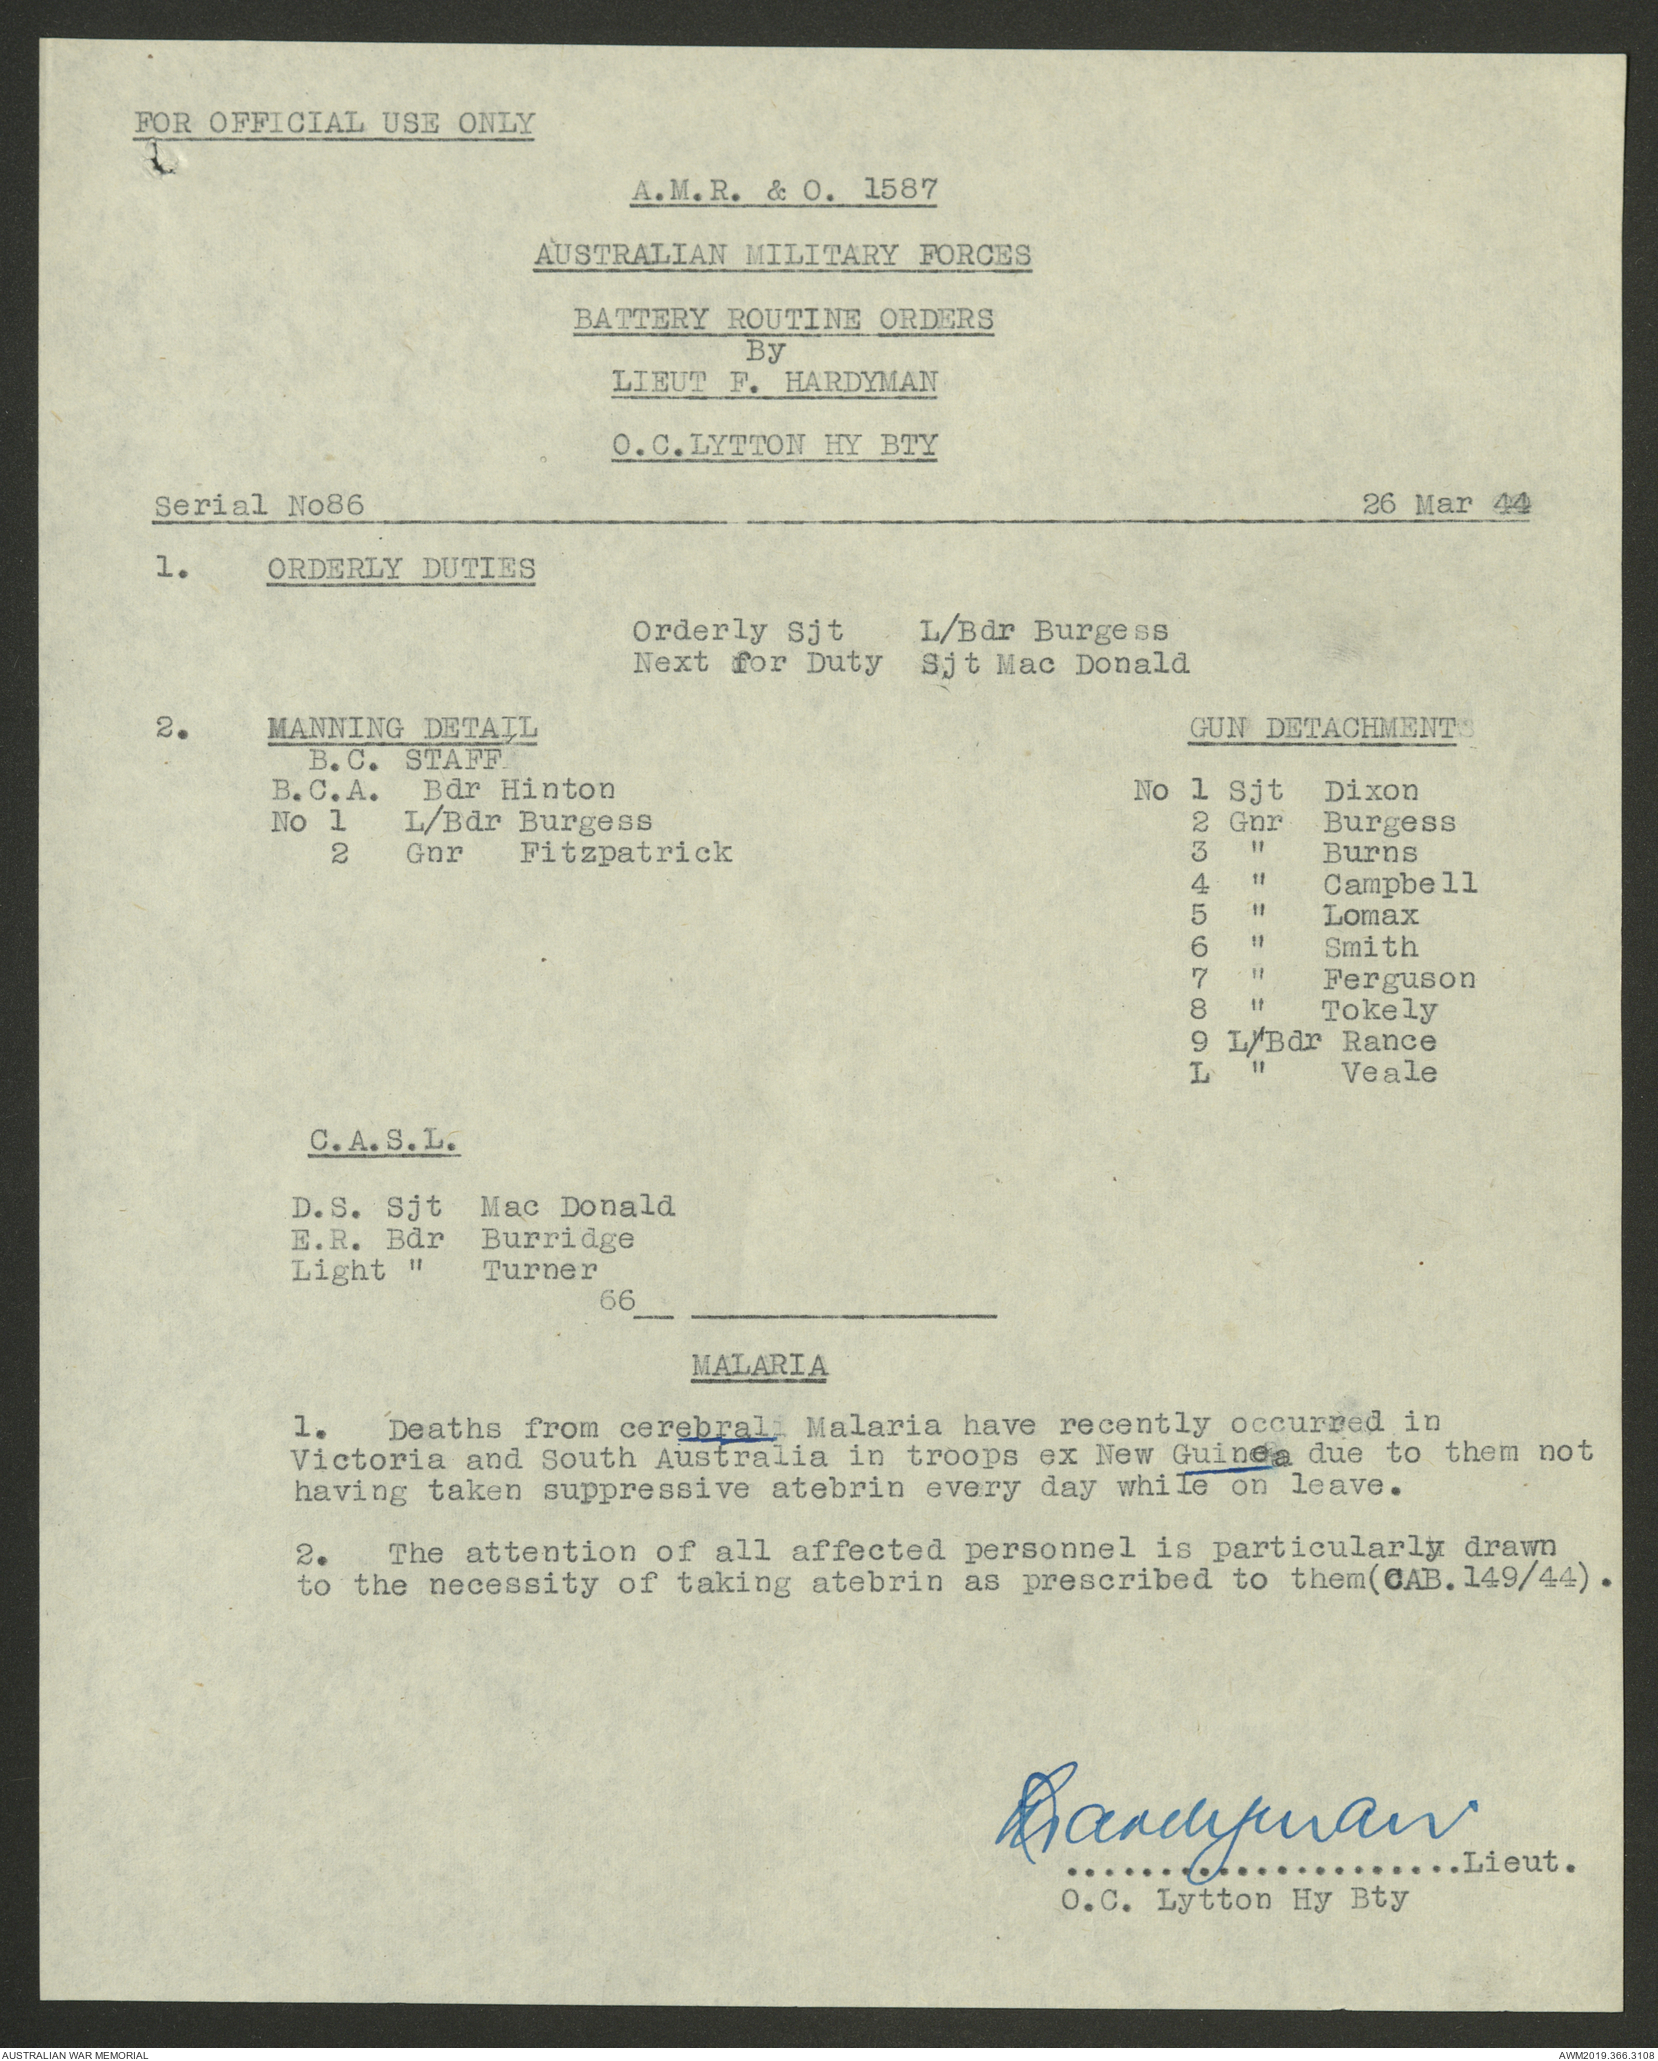 FOR OFFICIAL USE ONLY
A.M.R. & O. 1587
AUSTRALIAN MILITARY FORCES
BATTERY ROUTINE ORDERS
By
LIEUT F. HARDYMAN
O.C.LYTTON HY BTY
Serial No86 26 Mar 44
1. ORDERLY DUTIES
Orderly Sjt L/Bdr Burgess
Next for Duty Sjt Mac Donald
2. MANNING DETAIL
B.C. STAFF
B.C.A. Bdr Hinton
No 1 L/Bdr Burgess
2 Gnr Fitzpatrick
GUN DETACHMENTS
No 1 Sjt Dixon
2 Gnr Burgess
3 " Burns
4 " Campbell
5 " Lomax
6 " Smith
7 " Ferguson
8 " Tokely
9 L/Bdr Rance
L " Veale
C.A.S.L.
D.S. Sjt Mac Donald
E.R. Bdr Burridge
Light " Turner
66
MALARIA
1. Deaths from cerebral Malaria have recently occurred in
Victoria and South Australia in troops ex New Guinea due to them not
having taken suppressive atebrin every day while on leave.
2. The attention of all affected personnel is particularly drawn
to the necessity of taking atebrin as prescribed to them(CAB.149/44).
Hardyman
......................Lieut.
O.C. Lytton Hy Bty
AUSTRALIAN WAR MEMORIAL AWM2019.366.3108